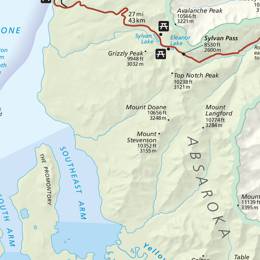 Avalanche Peak
10566 ft
3221 m
27 mi
43 km
Sylvan Pass
8530 ft
2600 m
Sylvan
Lake
Eleanor
Lake
ONE
Grizzly Peak
9948 ft
3032 m
Top Notch Peak
10238 ft
3121 m
Mount Doane
10656 ft
3248 m
Mount
Langford
10774 ft
3284 m
Mount
Stevenson
10352 ft
3155 m
ABSAROKA
THE PROMONTORY
SOUTHEAST ARM
SOUTH ARM
Mou
11139 ft
3395 m
Yellow
Table